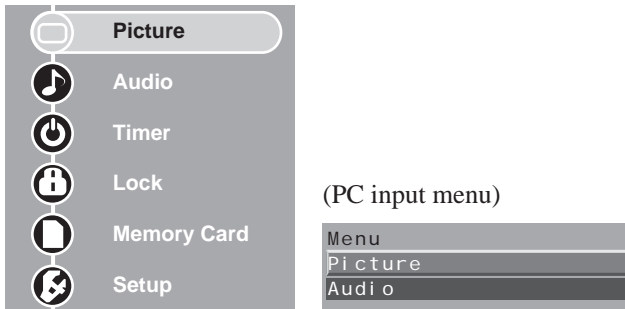 Picture
Audio
Timer
Lock
Memory Card
Setup
(PC input menu)
Menu
Picture
Audio